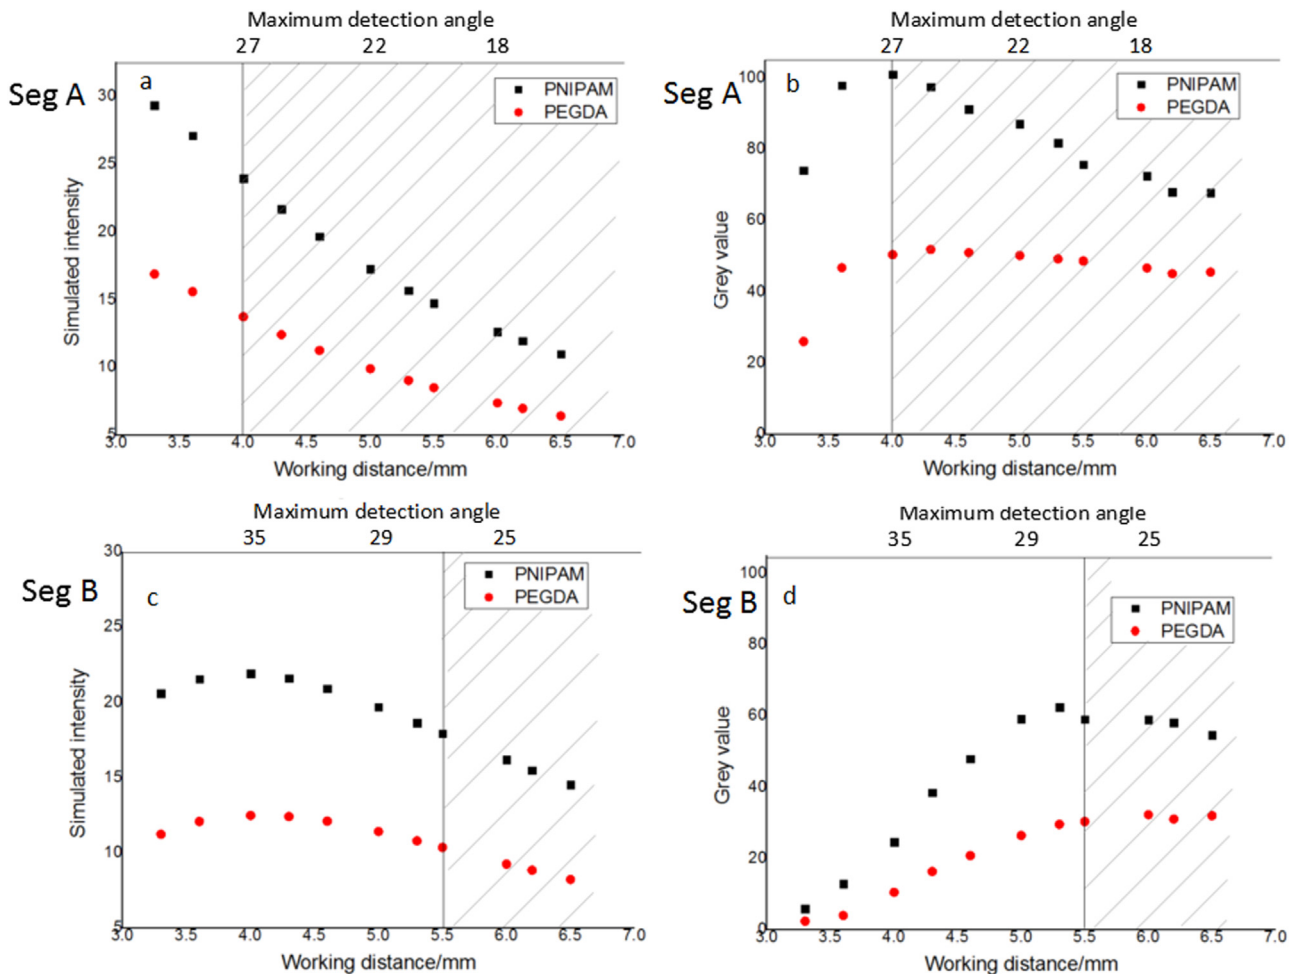 Maximum detection angle
27 22 18
Seg A
a
PNIPAM
PEGDA
30
25
20
15
10
5
Simulated intensity
3.0 3.5 4.0 4.5 5.0 5.5 6.0 6.5 7.0
Working distance/mm
Maximum detection angle
27 22 18
Seg A
b
PNIPAM
PEGDA
100
80
60
40
20
0
Grey value
3.0 3.5 4.0 4.5 5.0 5.5 6.0 6.5 7.0
Working distance/mm
Maximum detection angle
35 29 25
Seg B
c
PNIPAM
PEGDA
30
25
20
15
10
5
Simulated intensity
3.0 3.5 4.0 4.5 5.0 5.5 6.0 6.5 7.0
Working distance/mm
Maximum detection angle
35 29 25
Seg B
d
PNIPAM
PEGDA
100
80
60
40
20
0
Grey value
3.0 3.5 4.0 4.5 5.0 5.5 6.0 6.5 7.0
Working distance/mm